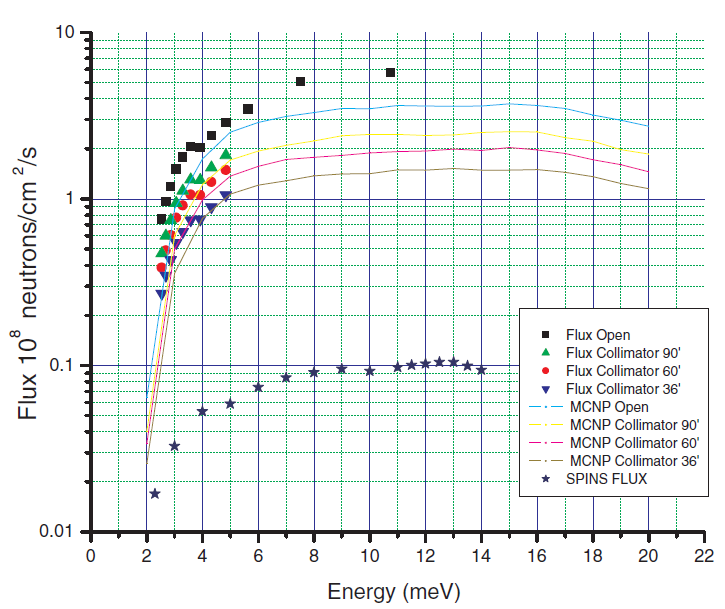 10
1
0.1
0.01
Flux 10⁸ neutrons/cm ²/s
0 2 4 6 8 10 12 14 16 18 20 22
Energy (meV)
Flux Open
Flux Collimator 90'
Flux Collimator 60'
Flux Collimator 36'
MCNP Open
MCNP Collimator 90'
MCNP Collimator 60'
MCNP Collimator 36'
SPINS FLUX